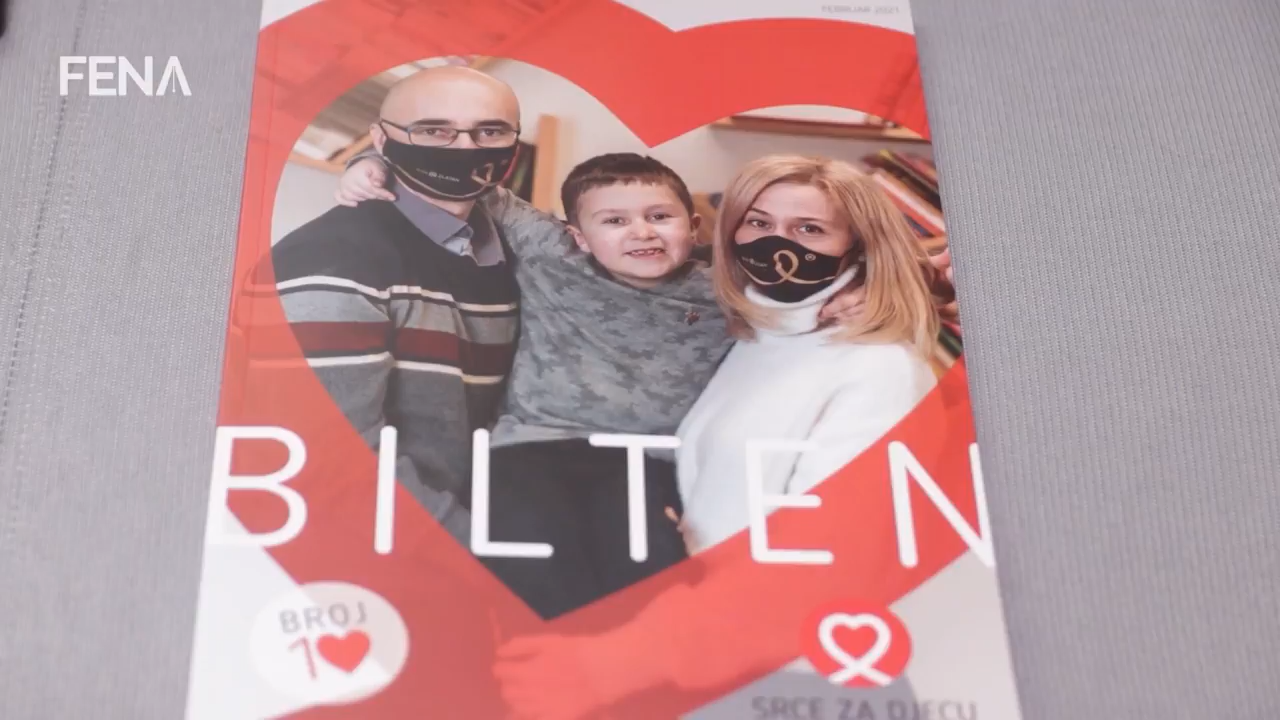 FENA
FEBRUAR 2021
BILTEN
BROJ
10
SRCE ZA DJECU